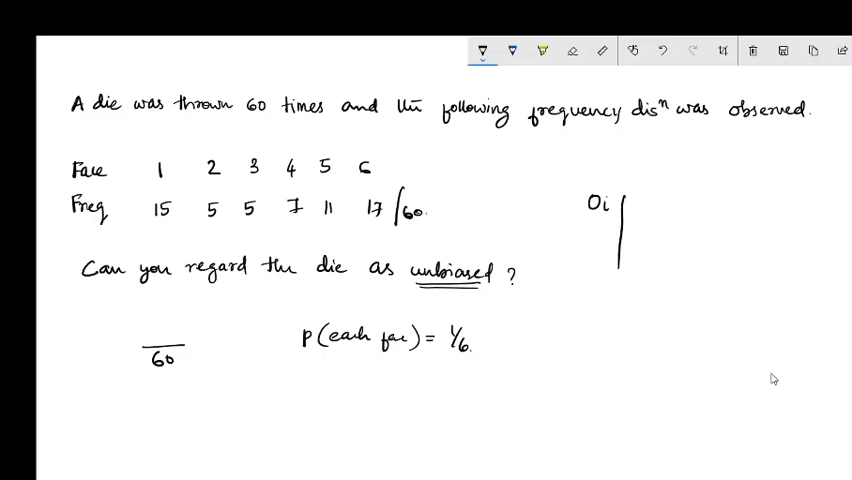 A die was thrown 60 times and the following frequency disⁿ was observed.
Face 1 2 3 4 5 6
Freq 15 5 5 7 11 17 / 60.
Oi
Can you regard the die as unbiased ?
60
P(each face) = 1/6.